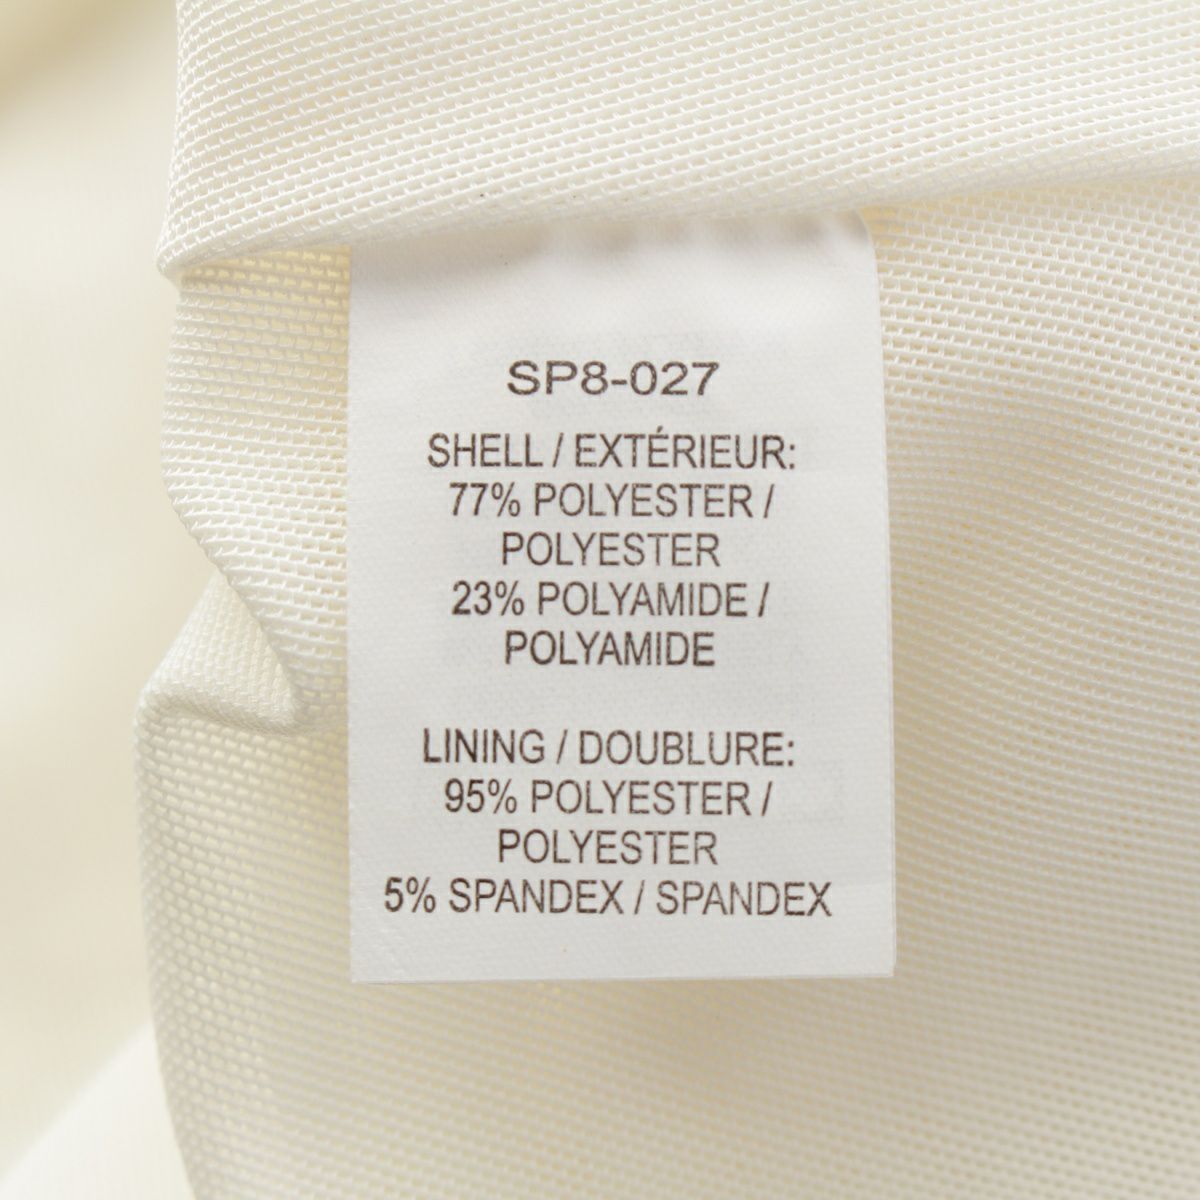 SP8-027
SHELL / EXTÉRIEUR:
77% POLYESTER /
POLYESTER
23% POLYAMIDE /
POLYAMIDE
LINING / DOUBLURE:
95% POLYESTER /
POLYESTER
5% SPANDEX / SPANDEX